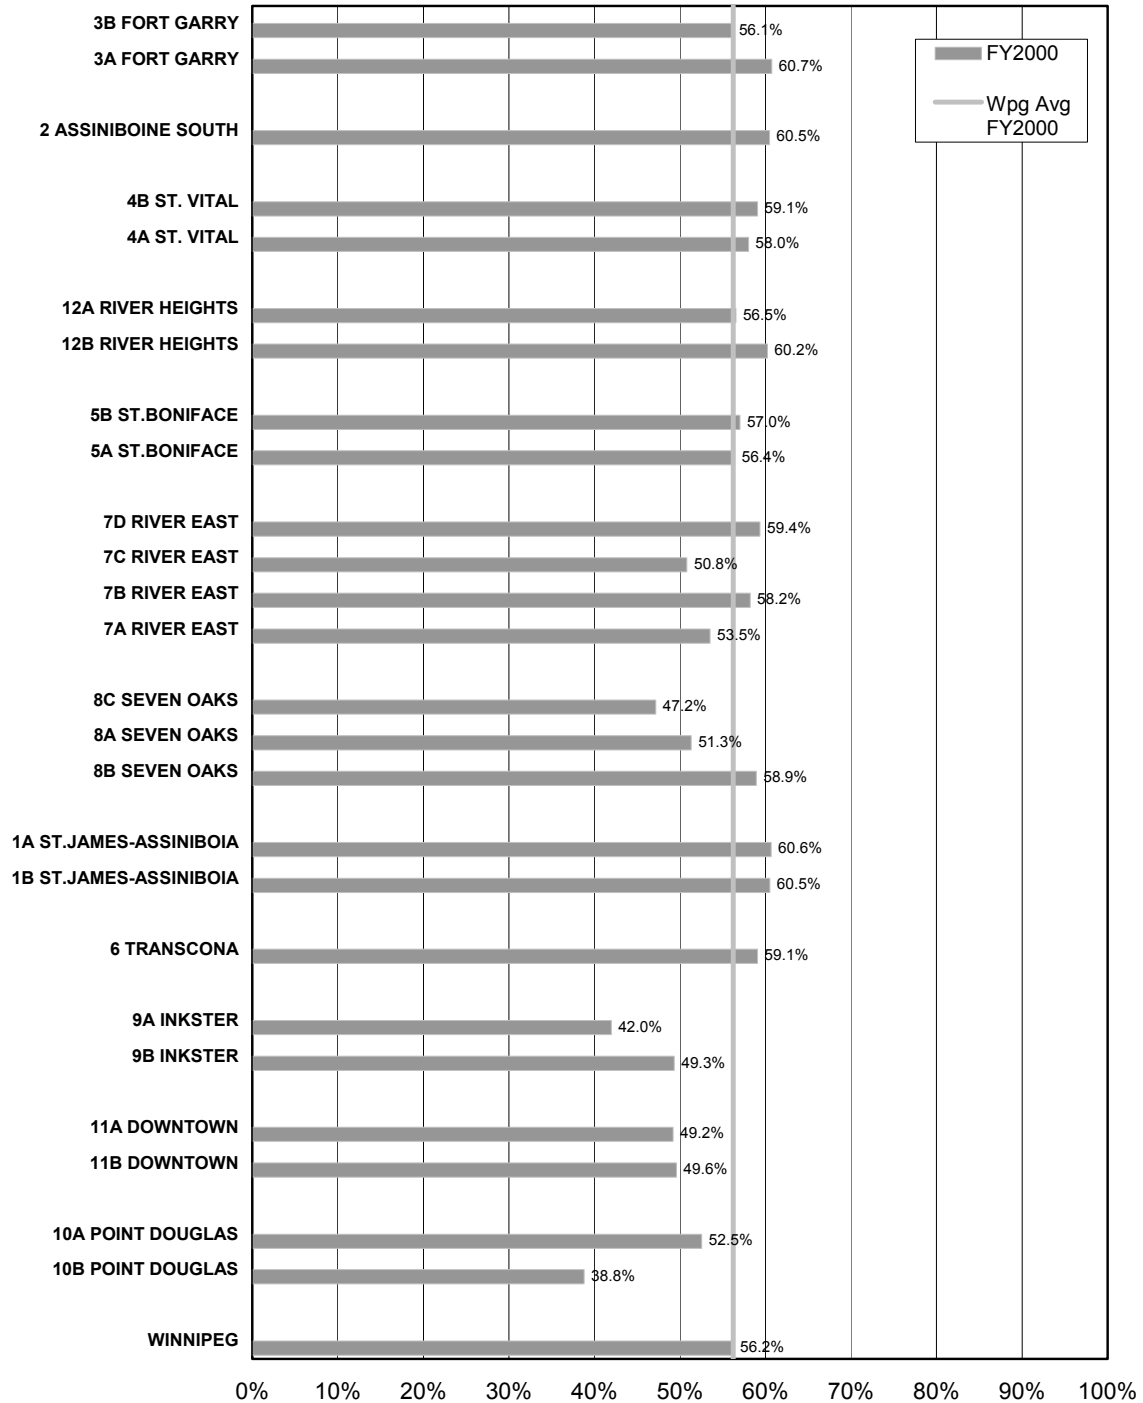 3B FORT GARRY 56.1%
3A FORT GARRY 60.7%
FY2000
Wpg Avg
FY2000
2 ASSINIBOINE SOUTH 60.5%
4B ST. VITAL 59.1%
4A ST. VITAL 58.0%
12A RIVER HEIGHTS 56.5%
12B RIVER HEIGHTS 60.2%
5B ST.BONIFACE 57.0%
5A ST.BONIFACE 56.4%
7D RIVER EAST 59.4%
7C RIVER EAST 50.8%
7B RIVER EAST 58.2%
7A RIVER EAST 53.5%
8C SEVEN OAKS 47.2%
8A SEVEN OAKS 51.3%
8B SEVEN OAKS 58.9%
1A ST.JAMES-ASSINIBOIA 60.6%
1B ST.JAMES-ASSINIBOIA 60.5%
6 TRANSCONA 59.1%
9A INKSTER 42.0%
9B INKSTER 49.3%
11A DOWNTOWN 49.2%
11B DOWNTOWN 49.6%
10A POINT DOUGLAS 52.5%
10B POINT DOUGLAS 38.8%
WINNIPEG 56.2%
0% 10% 20% 30% 40% 50% 60% 70% 80% 90% 100%